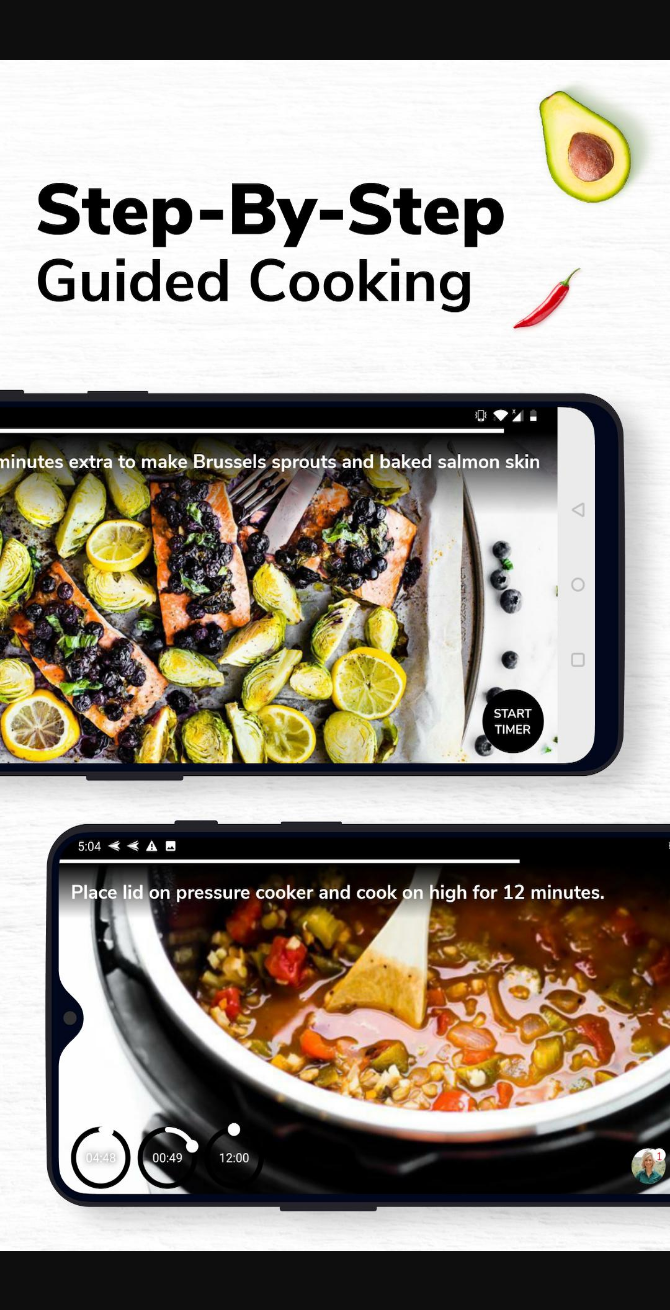 Step-By-Step
Guided Cooking
minutes extra to make Brussels sprouts and baked salmon skin
START
TIMER
5:04
Place lid on pressure cooker and cook on high for 12 minutes.
04:48
00:49
12:00
1